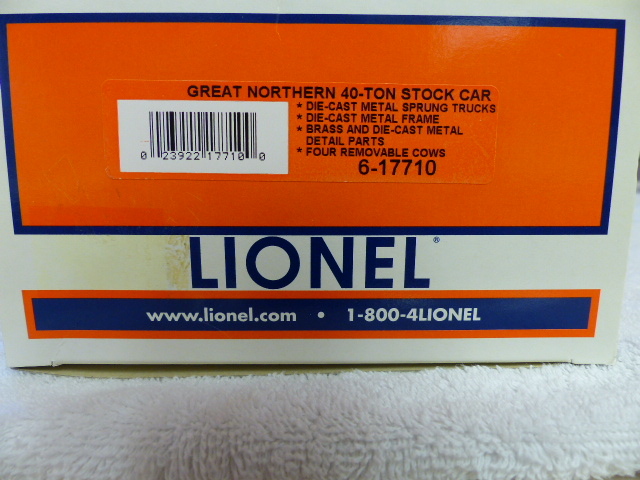 GREAT NORTHERN 40-TON STOCK CAR
* DIE-CAST METAL SPRUNG TRUCKS
* DIE-CAST METAL FRAME
* BRASS AND DIE-CAST METAL
DETAIL PARTS
* FOUR REMOVABLE COWS
6-17710
0 23922 17710 0
LIONEL®
www.lionel.com • 1-800-4LIONEL